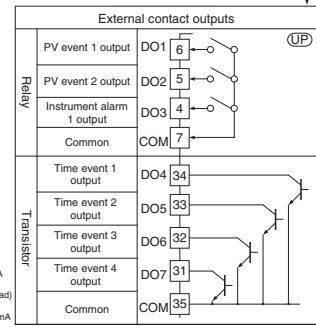 External contact outputs
UP
Relay
PV event 1 output DO1 6
PV event 2 output DO2 5
Instrument alarm
1 output
DO3 4
Common COM 7
Transistor
Time event 1
output
DO4 34
Time event 2
output
DO5 33
Time event 3
output
DO6 32
Time event 4
output
DO7 31
Common COM 35
A
ad)
mA